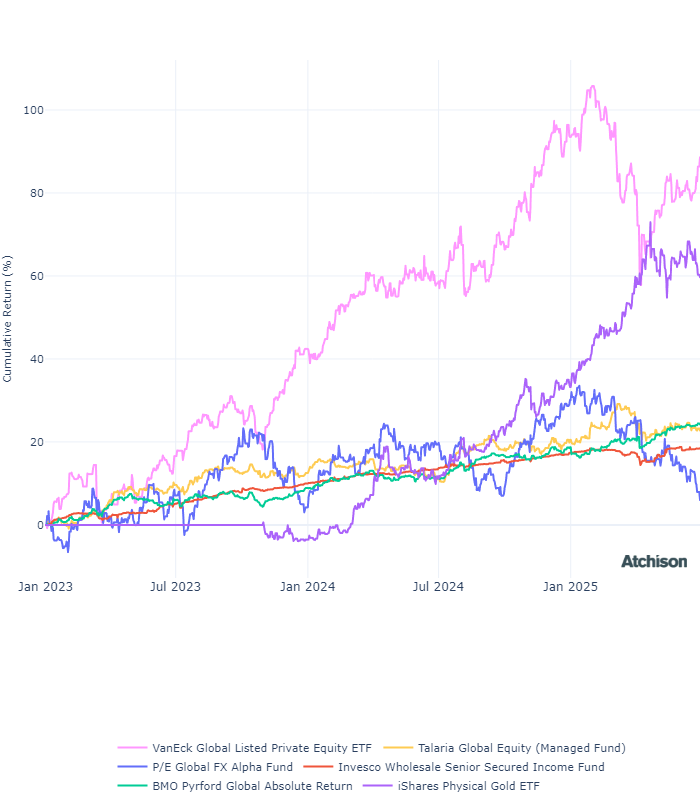 100
80
60
40
20
0
Cumulative Return (%)
Atchison
Jan 2023 Jul 2023 Jan 2024 Jul 2024 Jan 2025
VanEck Global Listed Private Equity ETF Talaria Global Equity (Managed Fund)
P/E Global FX Alpha Fund Invesco Wholesale Senior Secured Income Fund
BMO Pyrford Global Absolute Return iShares Physical Gold ETF